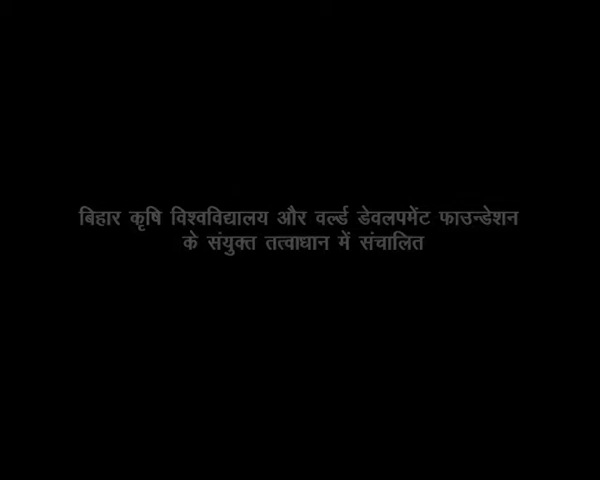 बिहार कृषि विश्वविद्यालय और वर्ल्ड डेवलपमेंट फाउन्डेशन
के संयुक्त तत्वाधान में संचालित